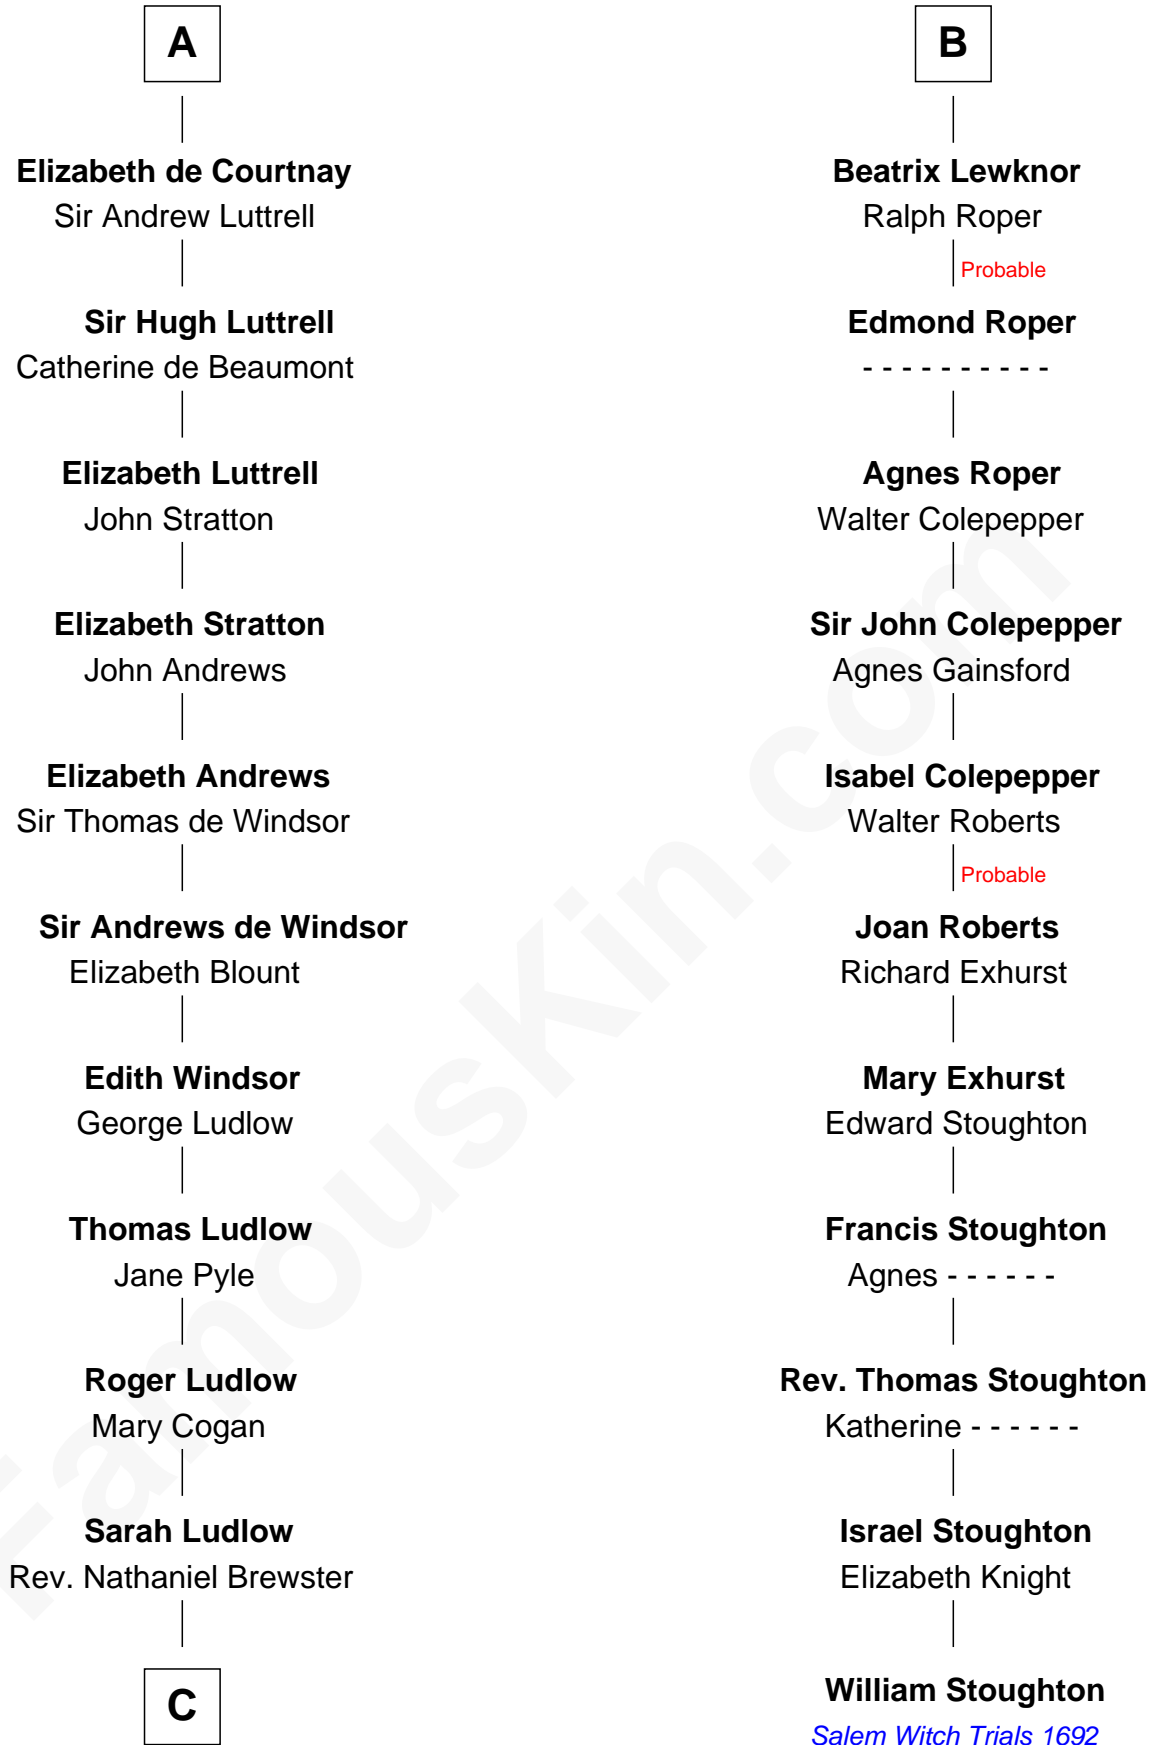 A
Elizabeth de Courtnay
Sir Andrew Luttrell
Sir Hugh Luttrell
Catherine de Beaumont
Elizabeth Luttrell
John Stratton
Elizabeth Stratton
John Andrews
Elizabeth Andrews
Sir Thomas de Windsor
Sir Andrews de Windsor
Elizabeth Blount
Edith Windsor
George Ludlow
Thomas Ludlow
Jane Pyle
Roger Ludlow
Mary Cogan
Sarah Ludlow
Rev. Nathaniel Brewster
C
B
Beatrix Lewknor
Ralph Roper
Probable
Edmond Roper
- - - - - - - - - -
Agnes Roper
Walter Colepepper
Sir John Colepepper
Agnes Gainsford
Isabel Colepepper
Walter Roberts
Probable
Joan Roberts
Richard Exhurst
Mary Exhurst
Edward Stoughton
Francis Stoughton
Agnes - - - - - -
Rev. Thomas Stoughton
Katherine - - - - - -
Israel Stoughton
Elizabeth Knight
William Stoughton
Salem Witch Trials 1692
FamousKin.com